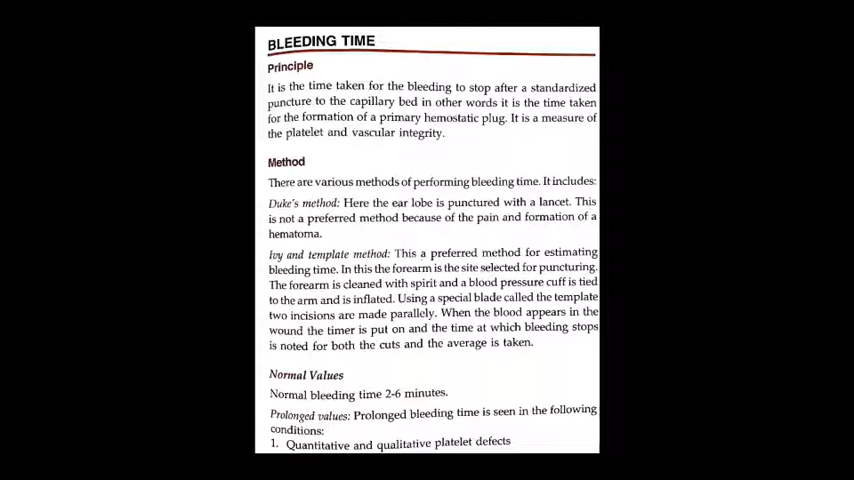 BLEEDING TIME
Principle
It is the time taken for the bleeding to stop after a standardized
puncture to the capillary bed in other words it is the time taken
for the formation of a primary hemostatic plug. It is a measure of
the platelet and vascular integrity.
Method
There are various methods of performing bleeding time. It includes:
Duke's method: Here the ear lobe is punctured with a lancet. This
is not a preferred method because of the pain and formation of a
hematoma.
Ivy and template method: This a preferred method for estimating
bleeding time. In this the forearm is the site selected for puncturing.
The forearm is cleaned with spirit and a blood pressure cuff is tied
to the arm and is inflated. Using a special blade called the template
two incisions are made parallely. When the blood appears in the
wound the timer is put on and the time at which bleeding stops
is noted for both the cuts and the average is taken.
Normal Values
Normal bleeding time 2-6 minutes.
Prolonged values: Prolonged bleeding time is seen in the following
conditions:
1. Quantitative and qualitative platelet defects